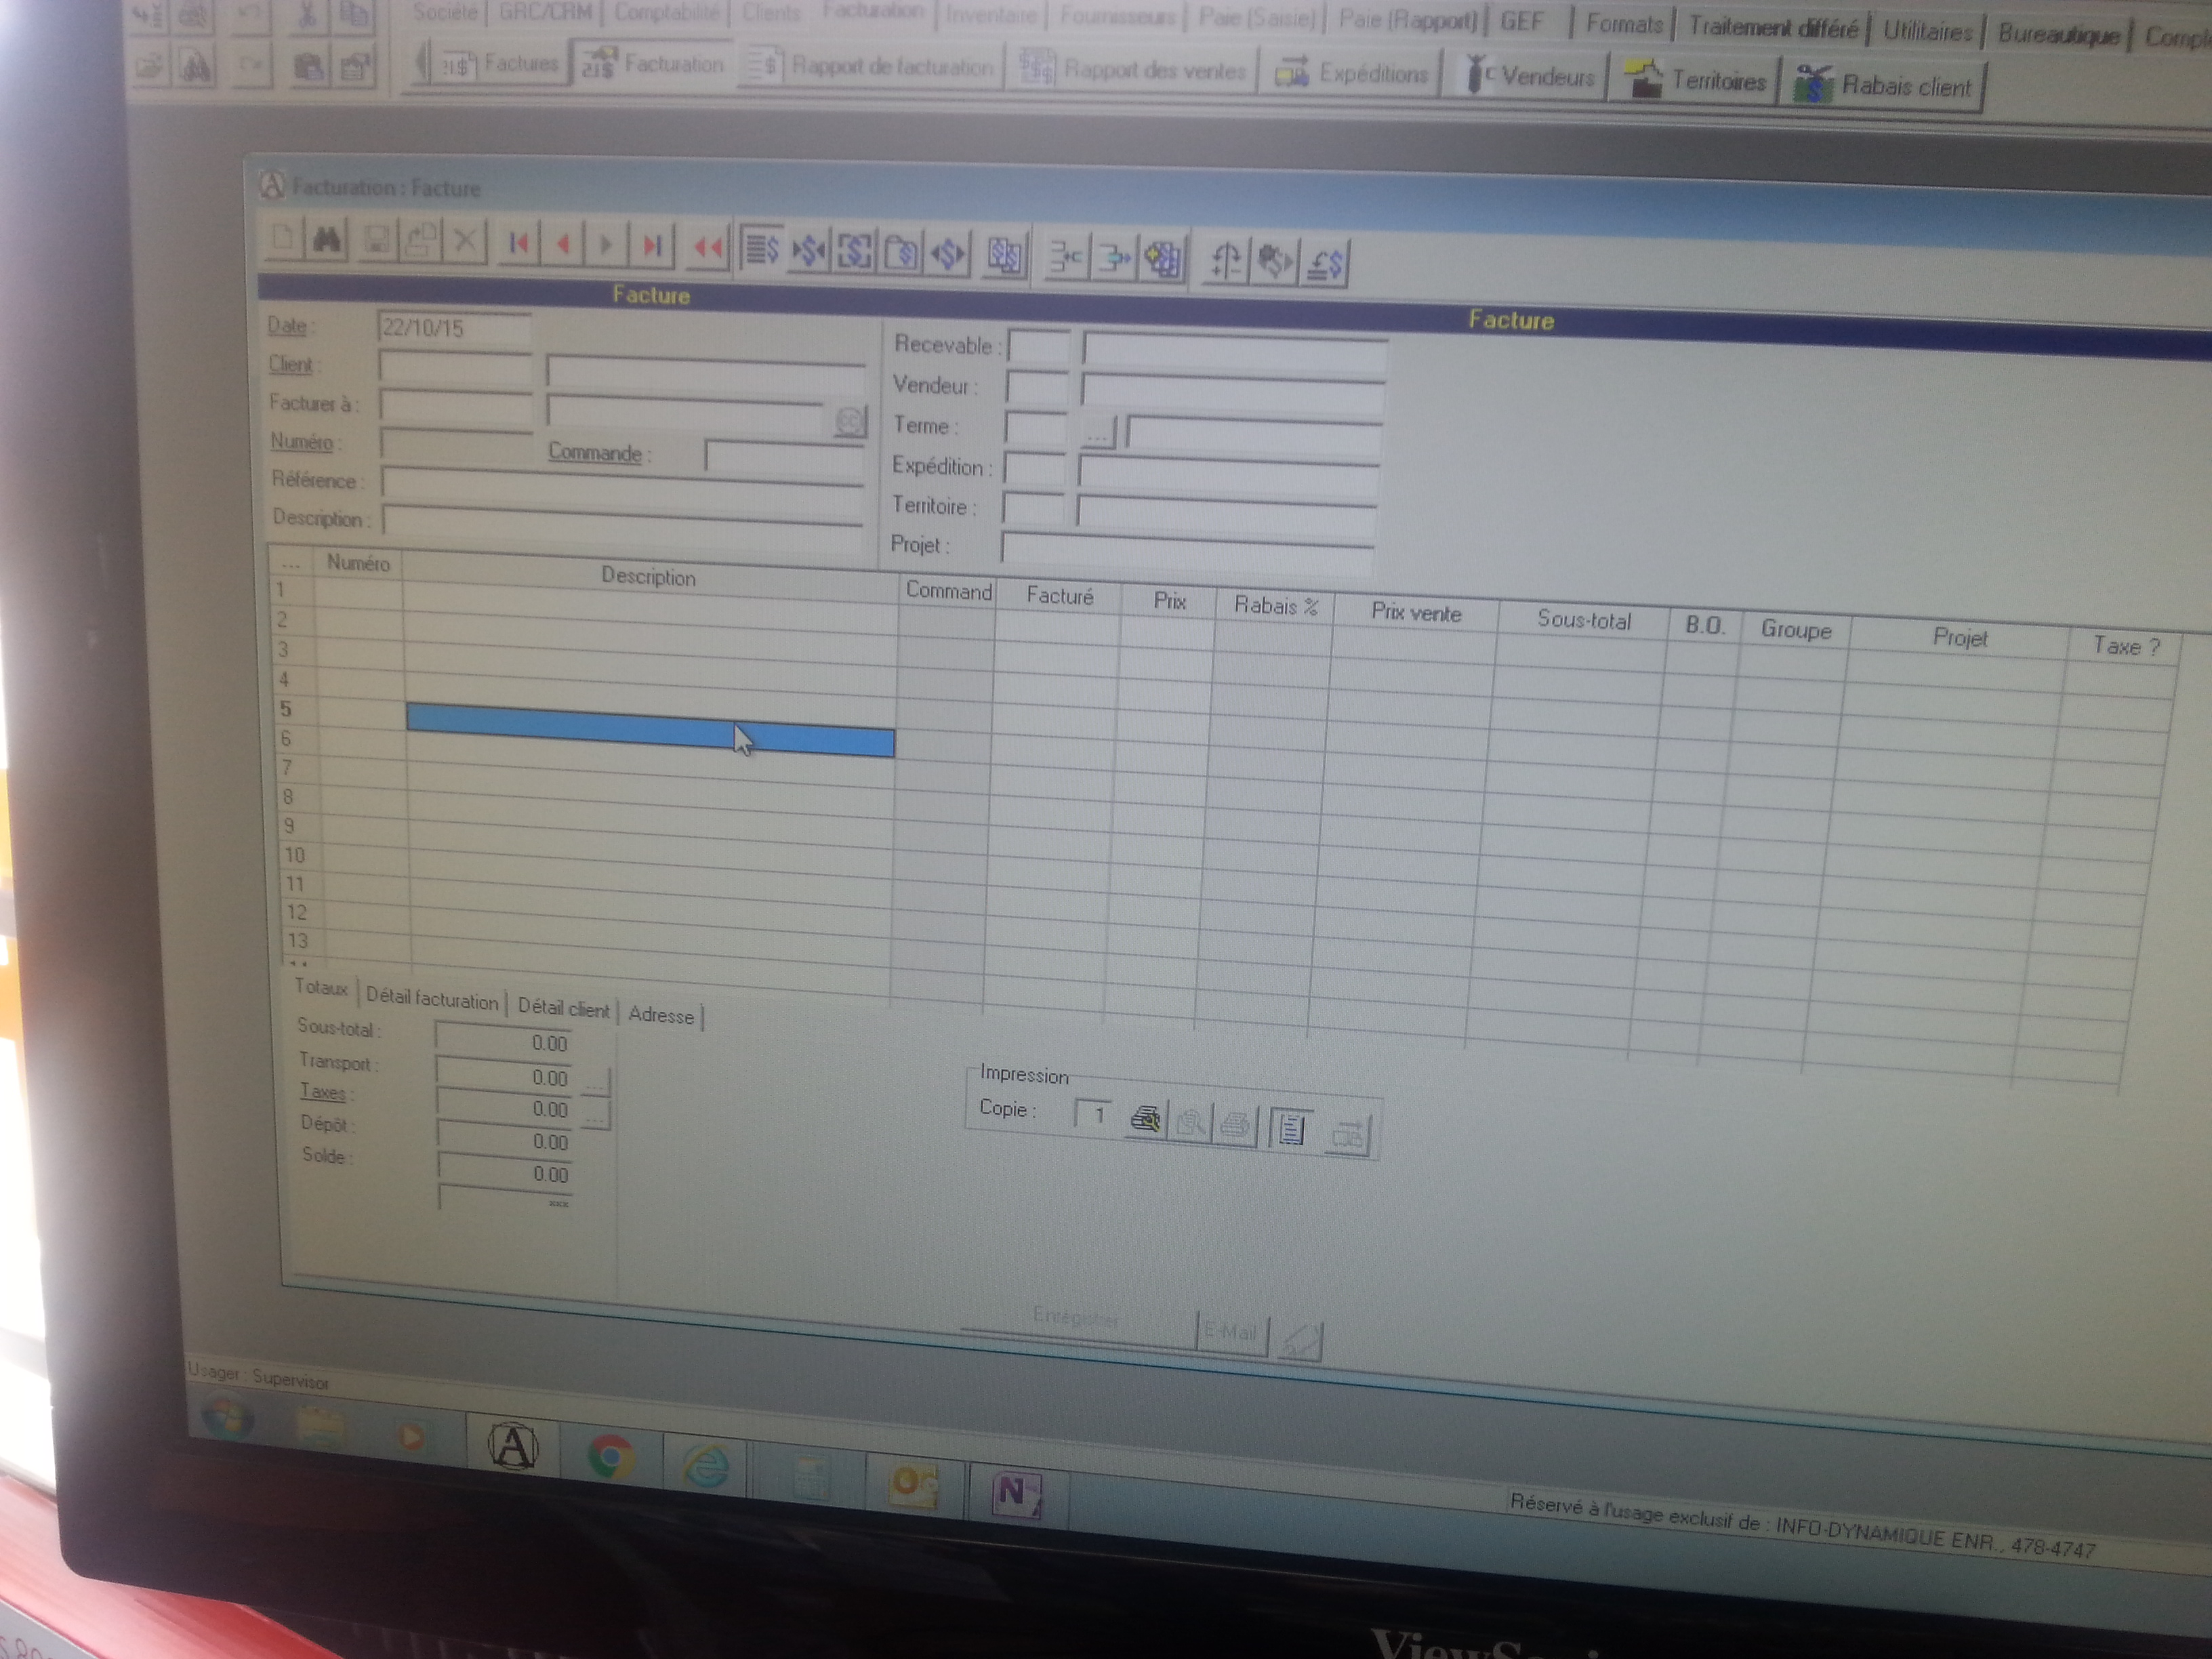 Société GRC/CRM Comptabilité Clients Facturation Inventaire Fournisseurs Paie (Saisie) Paie (Rapport) GEF Formats Traitement différé Utilitaires Bureautique
Factures Facturation Rapport de facturation Rapport des ventes Expéditions Vendeurs Territoires Rabais client
Facturation : Facture
Facture Facture
Date : 22/10/15
Client :
Facturer à :
Numéro : Commande :
Référence :
Description :
Recevable :
Vendeur :
Terme : ...
Expédition :
Territoire :
Projet :
... Numéro Description Command Facturé Prix Rabais % Prix vente Sous-total B.O. Groupe Projet Taxe ?
1
2
3
4
5
6
7
8
9
10
11
12
13
Totaux Détail facturation Détail client Adresse
Sous-total : 0.00
Transport : 0.00 ...
Taxes : 0.00 ...
Dépôt : 0.00
Solde : 0.00
xxx
Impression
Copie : 1
Enregistrer E-Mail
Usager : Supervisor
Réservé à l'usage exclusif de : INFO-DYNAMIQUE ENR., 478-4747